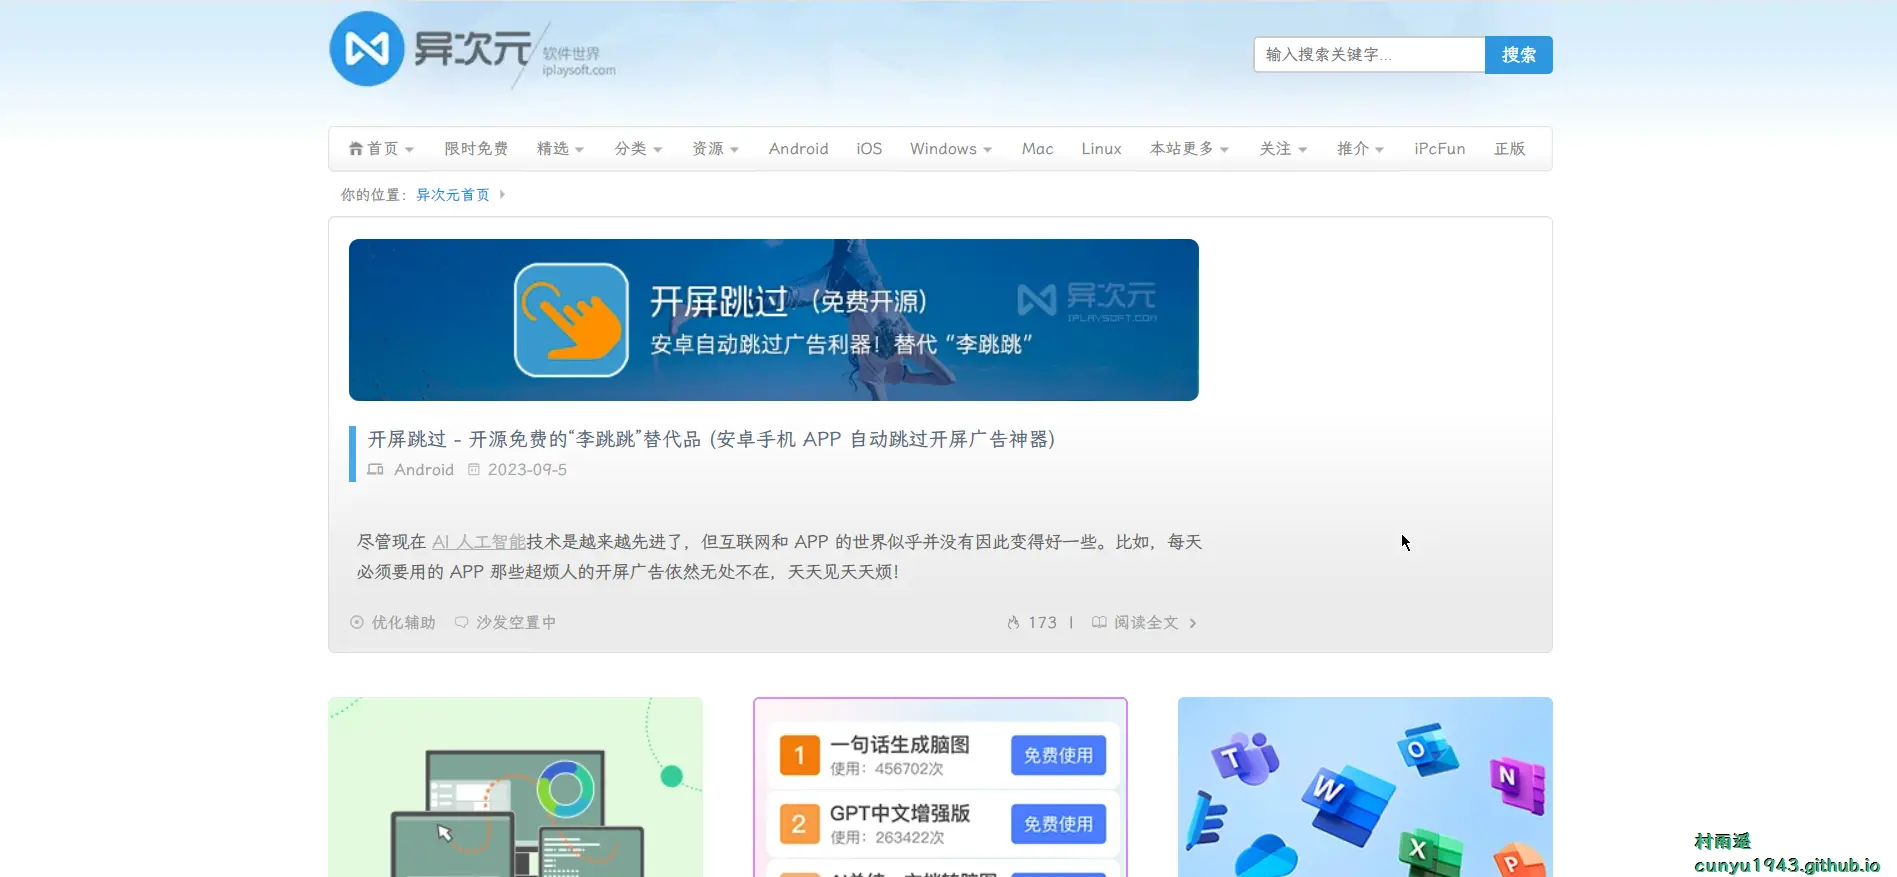 异次元
软件世界
iplaysoft.com
输入搜索关键字...
搜索
首页 限时免费 精选 分类 资源 Android iOS Windows Mac Linux 本站更多 关注 推介 iPcFun 正版
你的位置：异次元首页
开屏跳过（免费开源）
安卓自动跳过广告利器！替代“李跳跳”
异次元
IPLAYSOFT.COM
开屏跳过 - 开源免费的“李跳跳”替代品 (安卓手机 APP 自动跳过开屏广告神器)
Android 2023-09-5
尽管现在 AI 人工智能技术是越来越先进了，但互联网和 APP 的世界似乎并没有因此变得好一些。比如，每天
必须要用的 APP 那些超烦人的开屏广告依然无处不在，天天见天天烦！
优化辅助 沙发空置中 173 | 阅读全文
1 一句话生成脑图
使用：456702次
免费使用
2 GPT中文增强版
使用：263422次
免费使用
T
O
N
W
X
P
村雨遥
cunyu1943.github.io